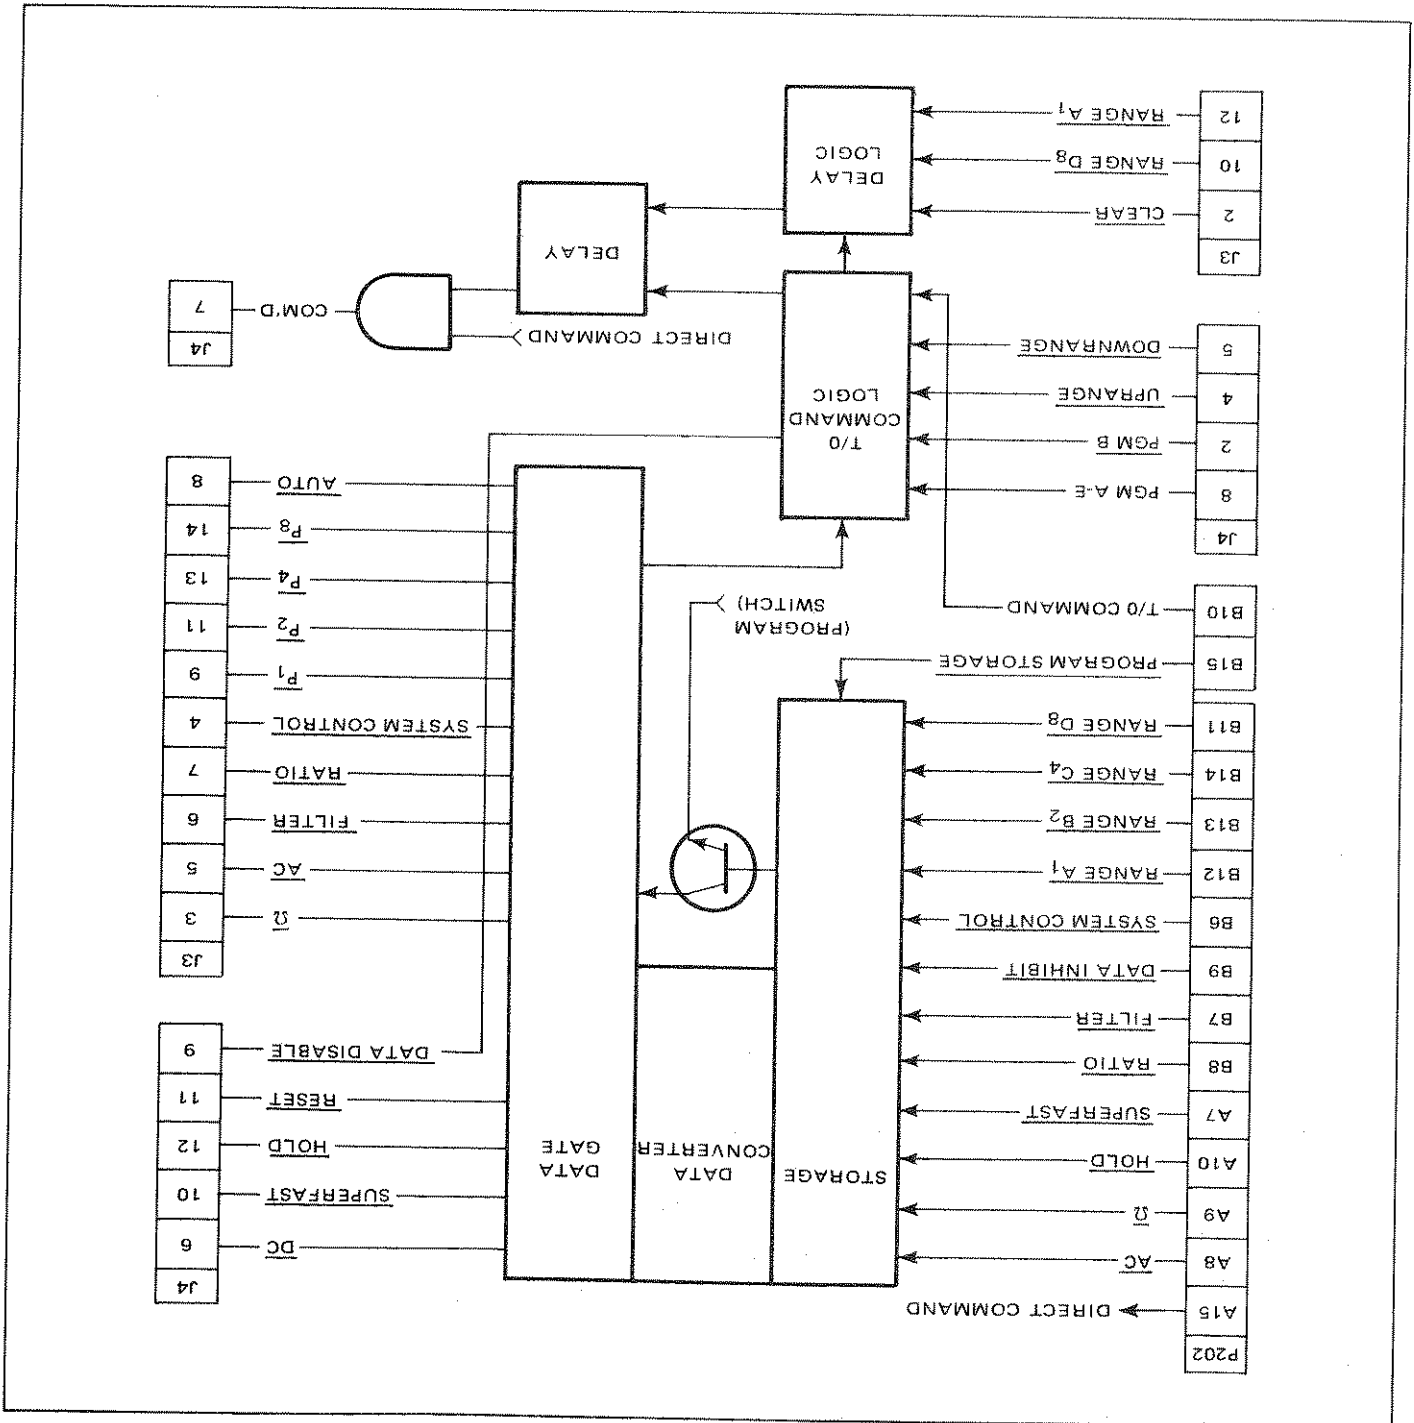 P202
A15 DIRECT COMMAND
A8 AC
A9 Ω
A10 HOLD
A7 SUPERFAST
B8 RATIO
B7 FILTER
B9 DATA INHIBIT
B6 SYSTEM CONTROL
B12 RANGE A1
B13 RANGE B2
B14 RANGE C4
B11 RANGE D8
B15 PROGRAM STORAGE
B10 T/O COMMAND
J4
8 PGM A-E
2 PGM B
4 UPRANGE
5 DOWNRANGE
J3
2 CLEAR
10 RANGE D8
12 RANGE A1
STORAGE
DATA
CONVERTER
DATA
GATE
(PROGRAM
SWITCH)
T/O
COMMAND
LOGIC
DELAY
LOGIC
DELAY
DIRECT COMMAND
J4
DC 6
SUPERFAST 10
HOLD 12
RESET 11
DATA DISABLE 9
J3
Ω 3
AC 5
FILTER 6
RATIO 7
SYSTEM CONTROL 4
P1 9
P2 11
P4 13
P8 14
AUTO 8
J4
COM'D 7